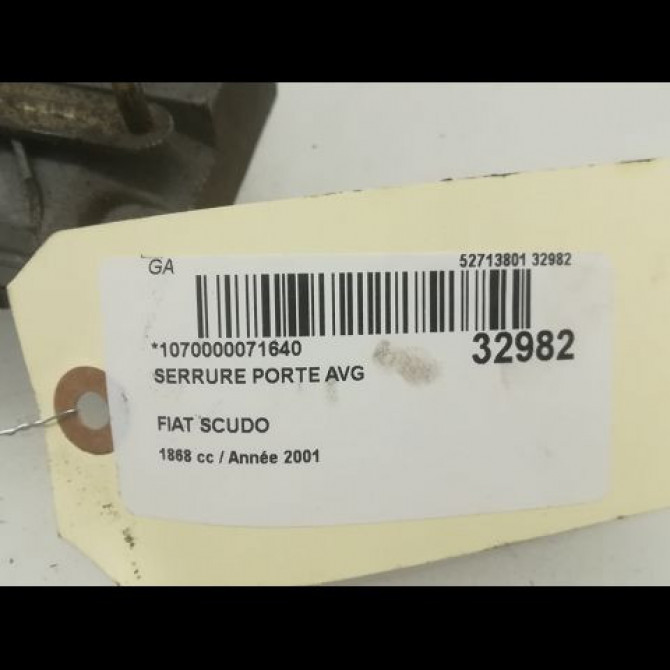 GA 52713801 32982
*1070000071640 32982
SERRURE PORTE AVG
FIAT SCUDO
1868 cc / Année 2001